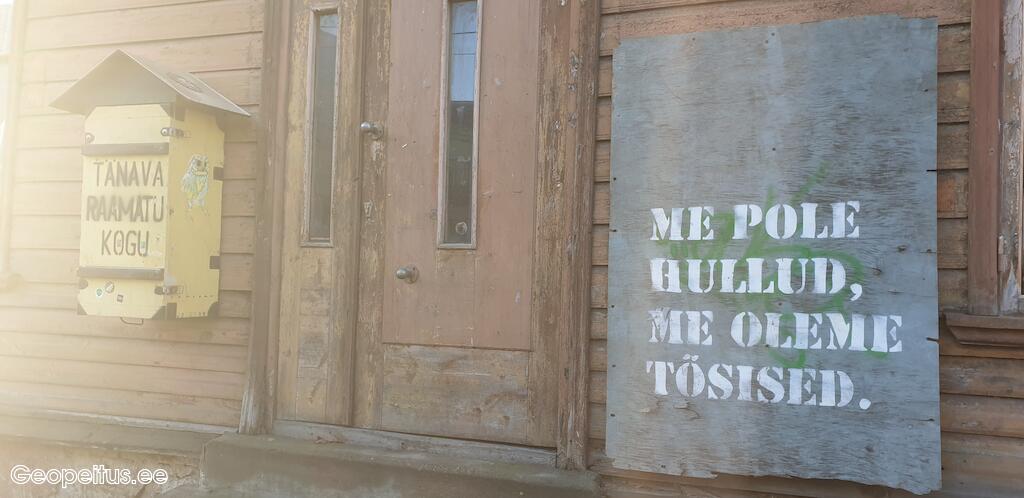 TÄNAVA
RAAMATU
KOGU
ME POLE
HULLUD,
ME OLEME
TÕSISED.
Geopeitus.ee